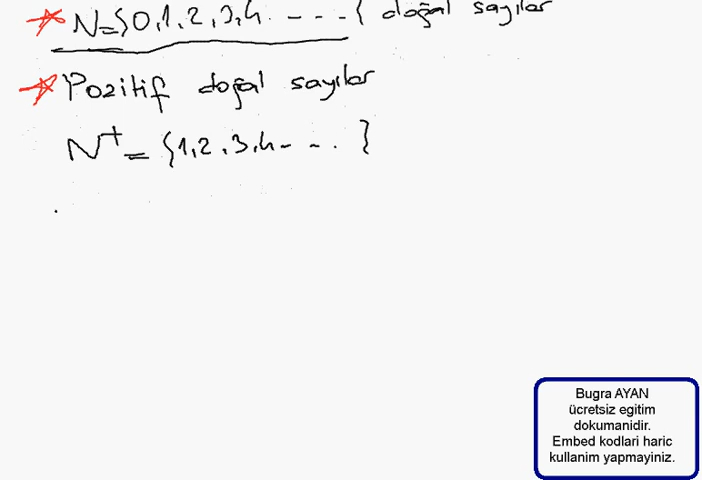 N={0,1,2,3,4. - - - . } doğal sayılar
Pozitif doğal sayılar
N⁺ = {1,2,3,4- - - . }
Bugra AYAN
ücretsiz egitim
dokumanidir.
Embed kodlari haric
kullanim yapmayiniz.